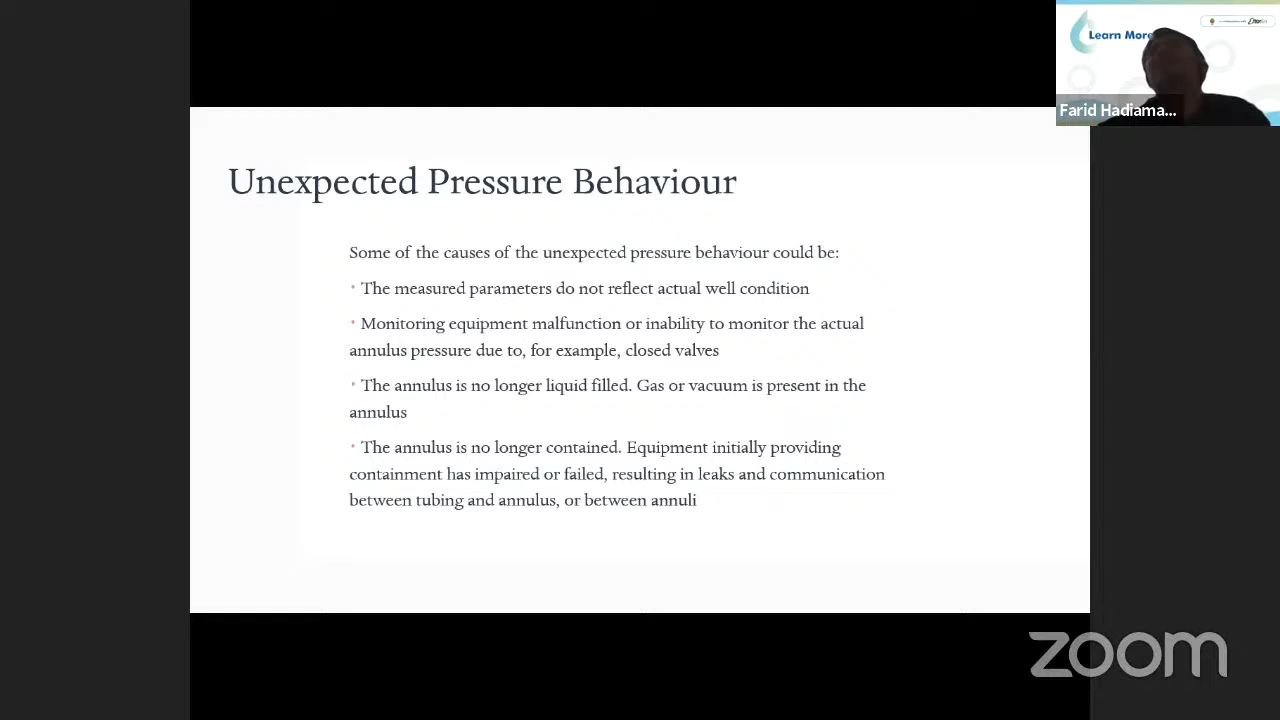 Learn More
Farid Hadiama...
Unexpected Pressure Behaviour
Some of the causes of the unexpected pressure behaviour could be:
• The measured parameters do not reflect actual well condition
• Monitoring equipment malfunction or inability to monitor the actual
annulus pressure due to, for example, closed valves
• The annulus is no longer liquid filled. Gas or vacuum is present in the
annulus
• The annulus is no longer contained. Equipment initially providing
containment has impaired or failed, resulting in leaks and communication
between tubing and annulus, or between annuli
zoom